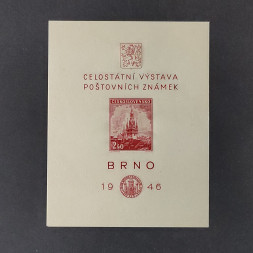 CELOSTÁTNÍ VÝSTAVA
POŠTOVNÍCH ZNÁMEK
ČESKOSLOVENSKO
2.40
BRNO
19 46